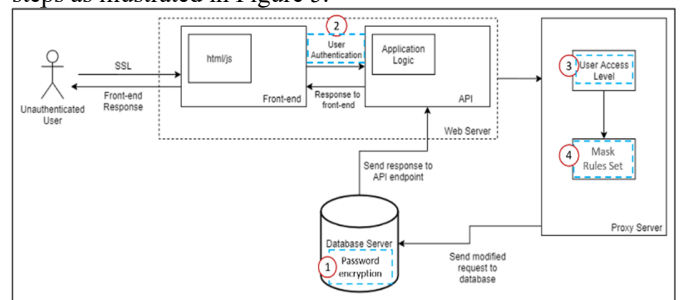 steps as illustrated in Figure 3.
2
User
Authentication
SSL
html/js
Application
Logic
3
User Access
Level
Unauthenticated
User
Front-end
Response
Front-end
Response to
front-end
API
Web Server
4
Mask
Rules Set
Send response to
API endpoint
Proxy Server
Database Server
1
Password
encryption
Send modified
request to
database